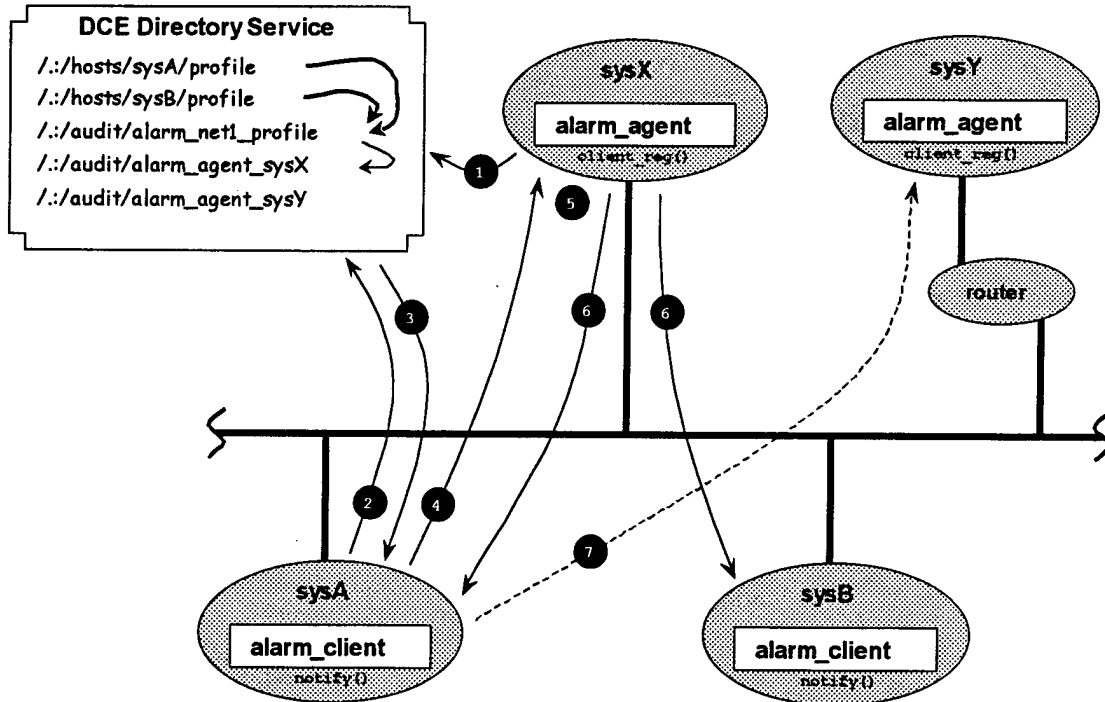 DCE Directory Service
/.:/hosts/sysA/profile
/.:/hosts/sysB/profile
/.:/audit/alarm_net1_profile
/.:/audit/alarm_agent_sysX
/.:/audit/alarm_agent_sysY
sysX
alarm_agent
client_reg()
sysY
alarm_agent
client_reg()
1
5
router
3
6
6
2
4
7
sysA
alarm_client
notify()
sysB
alarm_client
notify()